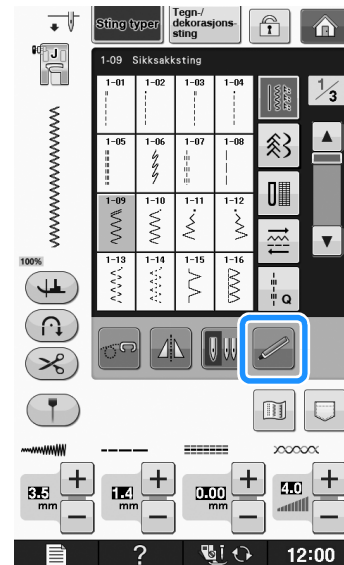 Sting typer
Tegn-/
dekorasjons-
sting
J
1-09 Sikksakksting
1/3
1-01 1-02 1-03 1-04
1-05 1-06 1-07 1-08
1-09 1-10 1-11 1-12
1-13 1-14 1-15 1-16
Q
100%
3.5 mm
1.4 mm
0.00 mm
4.0
? 12:00